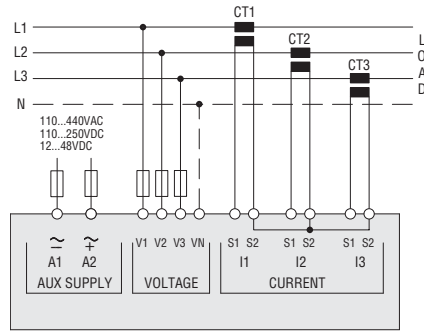 CT1
L1
CT2
L2
CT3
L3
N
LOAD
110...440VAC
110...250VDC
12...48VDC
V1 V2 V3 VN S1 S2 S1 S2 S1 S2
A1 A2 I1 I2 I3
AUX SUPPLY VOLTAGE CURRENT